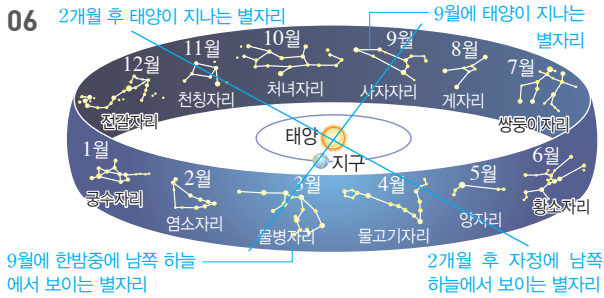 06
2개월 후 태양이 지나는 별자리
9월에 태양이 지나는
별자리
12월
11월
10월
9월
8월
7월
전갈자리
천칭자리
처녀자리
사자자리
게자리
쌍둥이자리
태양
지구
1월
2월
3월
4월
5월
6월
궁수자리
염소자리
물병자리
물고기자리
양자리
황소자리
9월에 한밤중에 남쪽 하늘
에서 보이는 별자리
2개월 후 자정에 남쪽
하늘에서 보이는 별자리